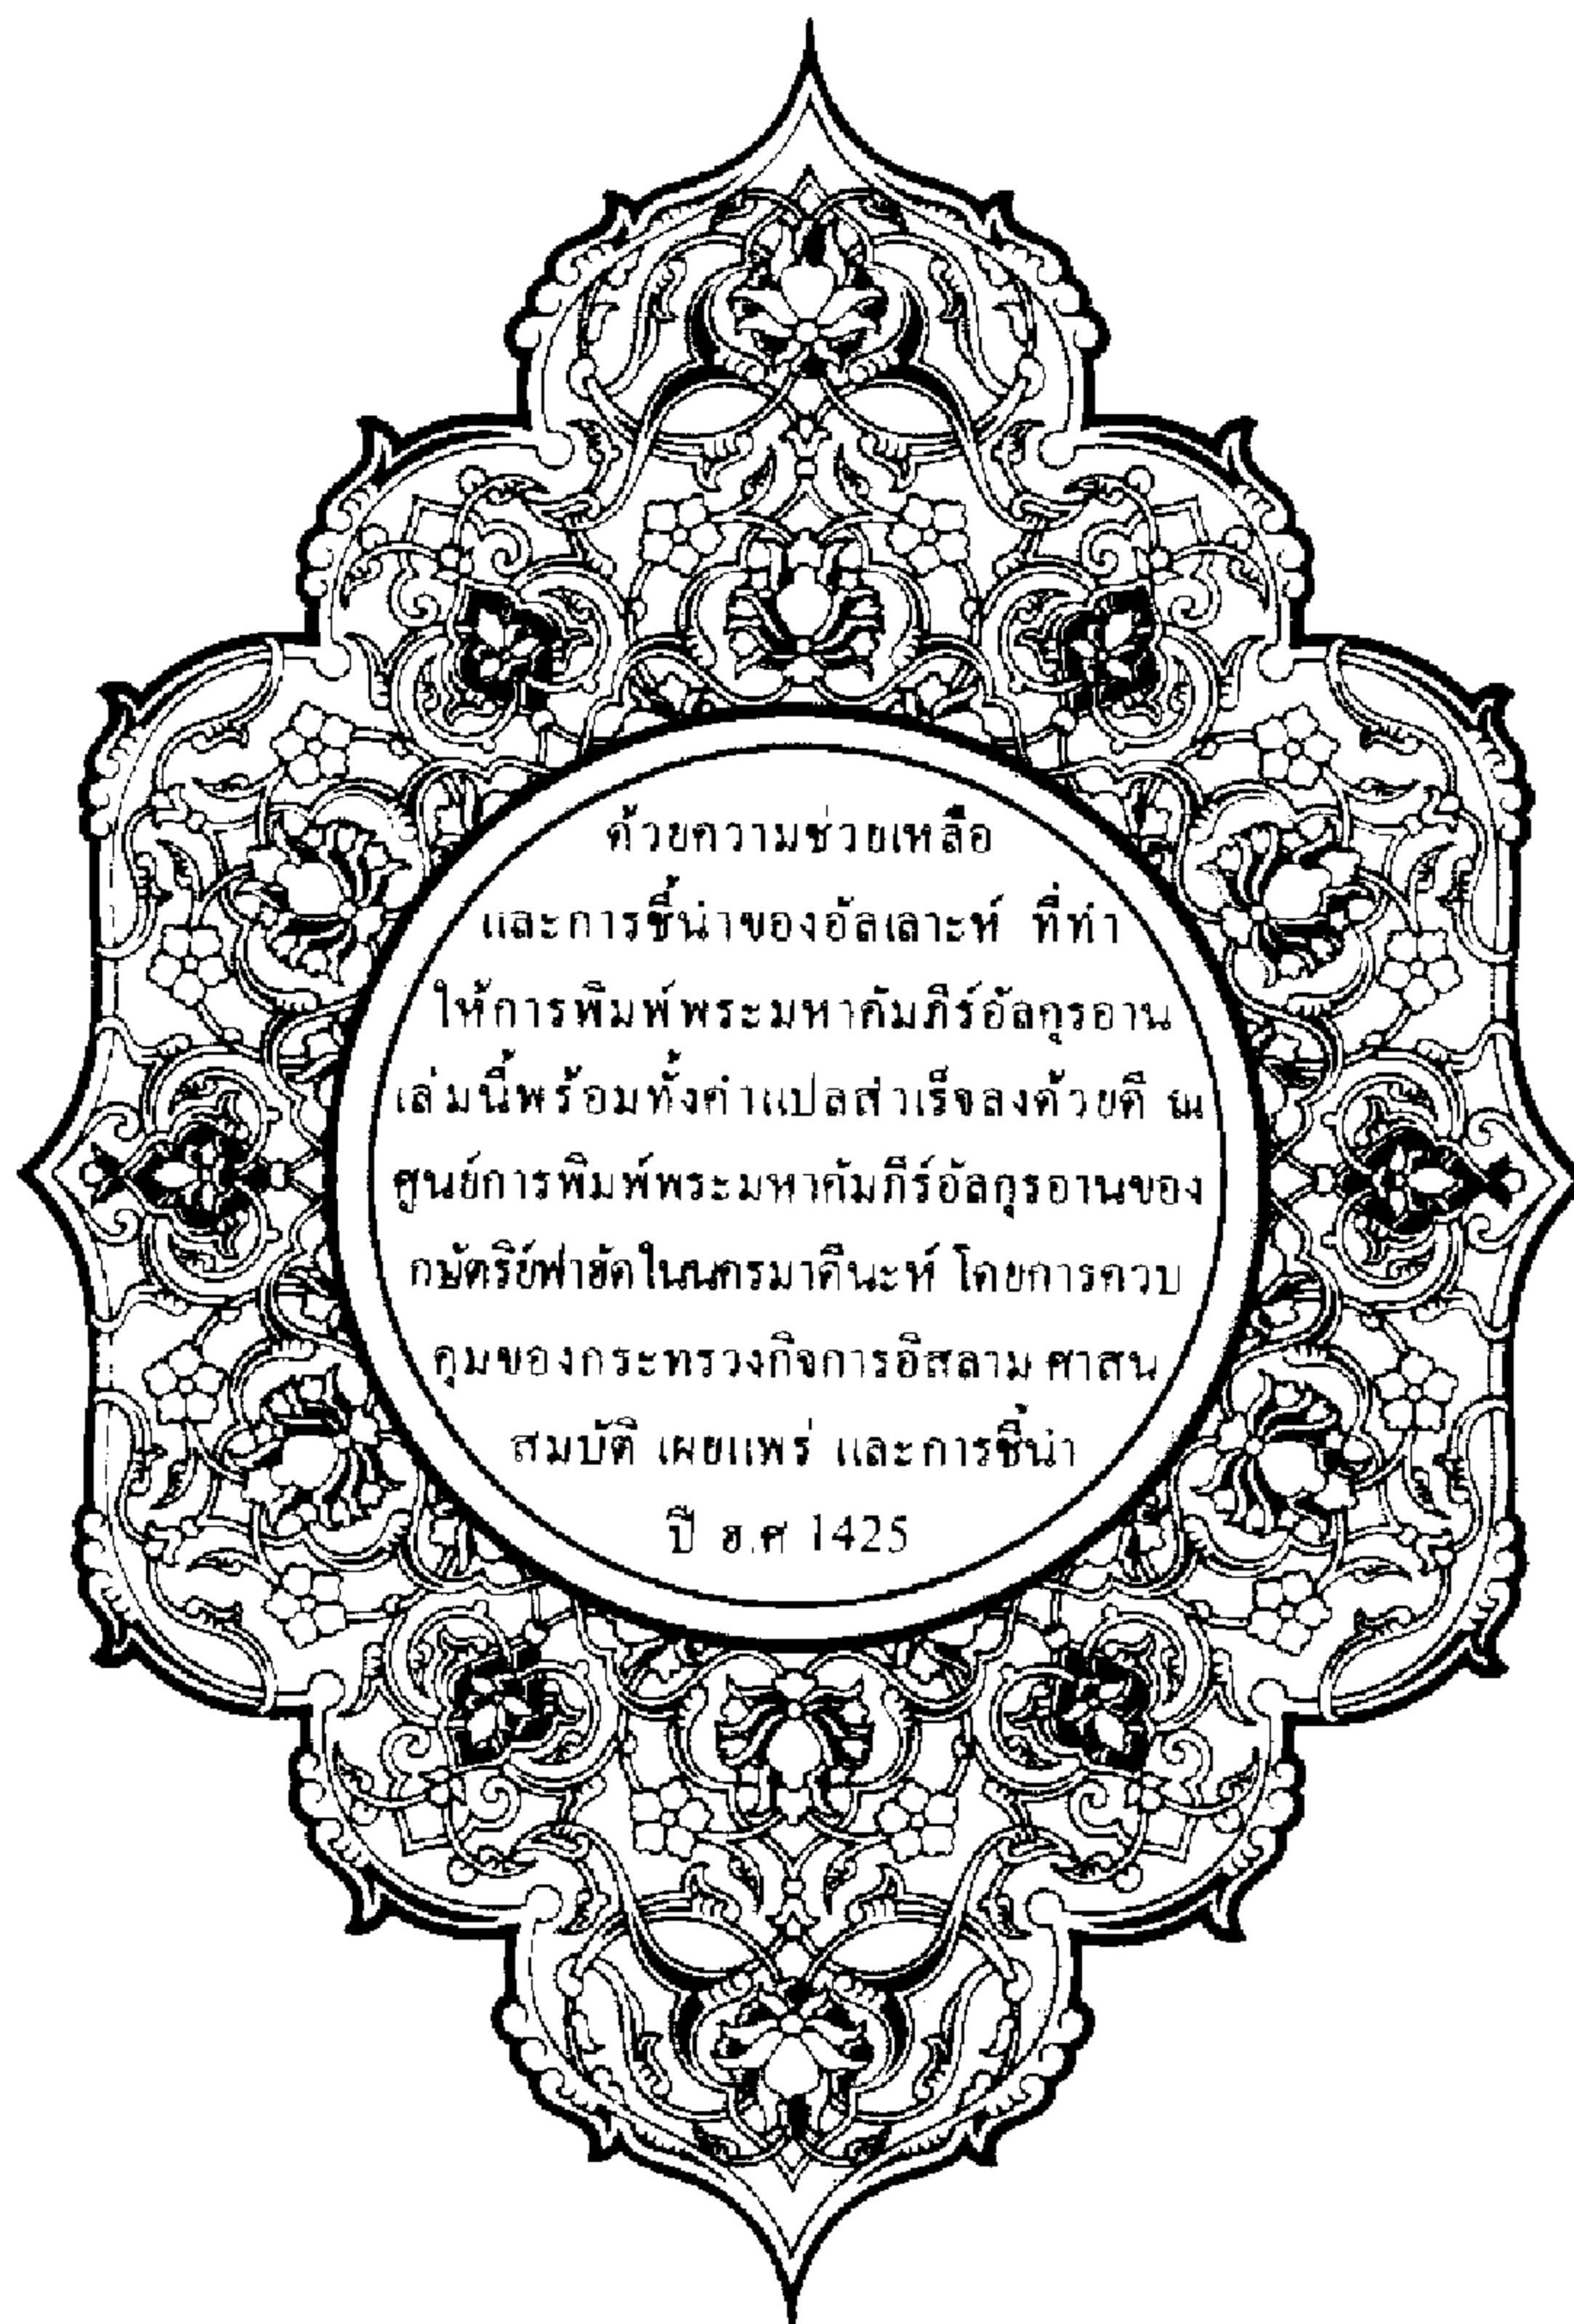 ด้วยความช่วยเหลือ
และการชี้นำของอัลเลาะห์ ที่ทำ
ให้การพิมพ์พระมหาคัมภีร์อัลกุรอาน
เล่มนี้พร้อมทั้งคำแปลสำเร็จลงด้วยดี ณ
ศูนย์การพิมพ์พระมหาคัมภีร์อัลกุรอานของ
กษัตริย์ฟาฮัดในนครมาดีนะห์ โดยการควบ
คุมของกระทรวงกิจการอิสลาม ศาสน
สมบัติ เผยแพร่ และการชี้นำ
ปี ฮ.ศ 1425